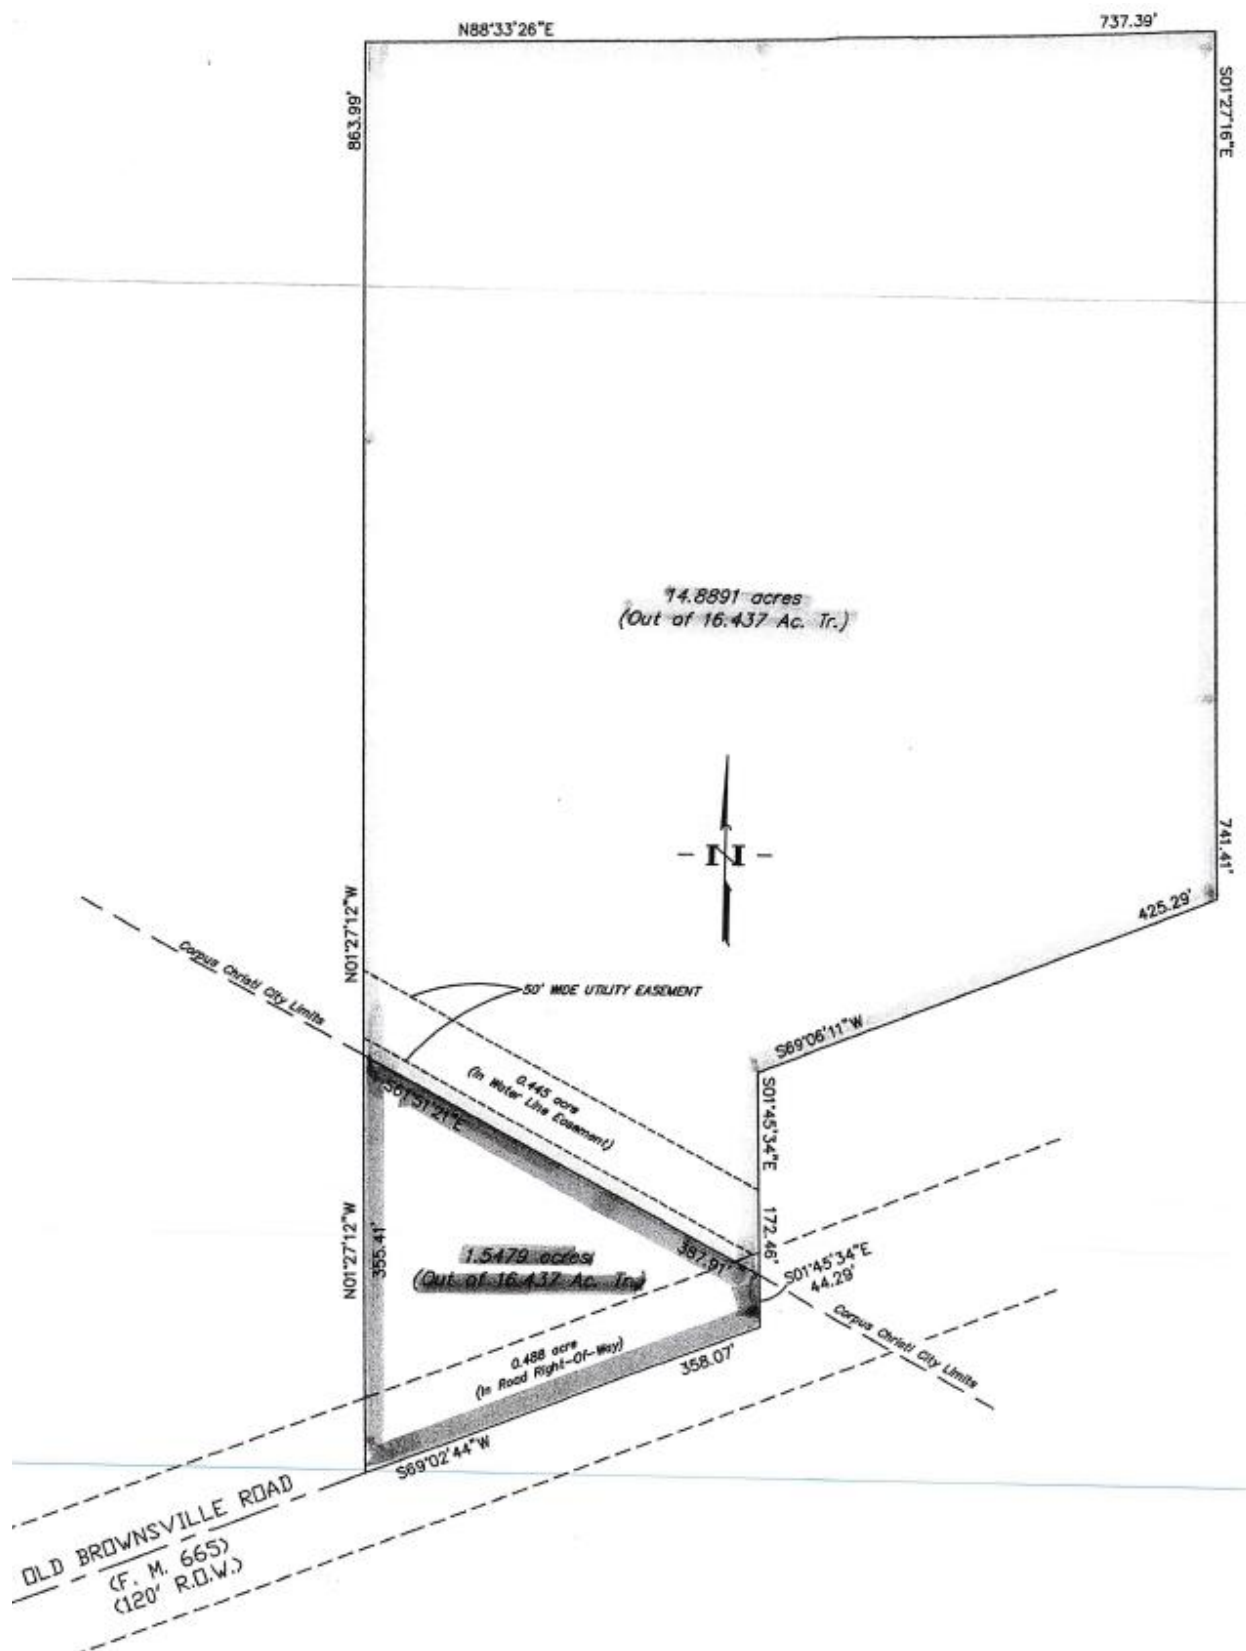 N88°33'26"E
737.39'
863.99'
S01°27'16"E
14.8891 acres
(Out of 16.437 Ac. Tr.)
- N -
741.41'
425.29'
N01°27'12"W
Corpus Christi City Limits
50' WIDE UTILITY EASEMENT
S69°06'11"W
0.445 acre
(In Water Line Easement)
S61°51'21"E
S01°45'34"E
172.46'
N01°27'12"W
355.41'
1.5479 acres
(Out of 16.437 Ac. Tr.)
387.91'
S01°45'34"E
44.29'
Corpus Christi City Limits
0.488 acre
(In Road Right-Of-Way)
358.07'
S69°02'44"W
OLD BROWNSVILLE ROAD
(F. M. 665)
(120' R.O.W.)